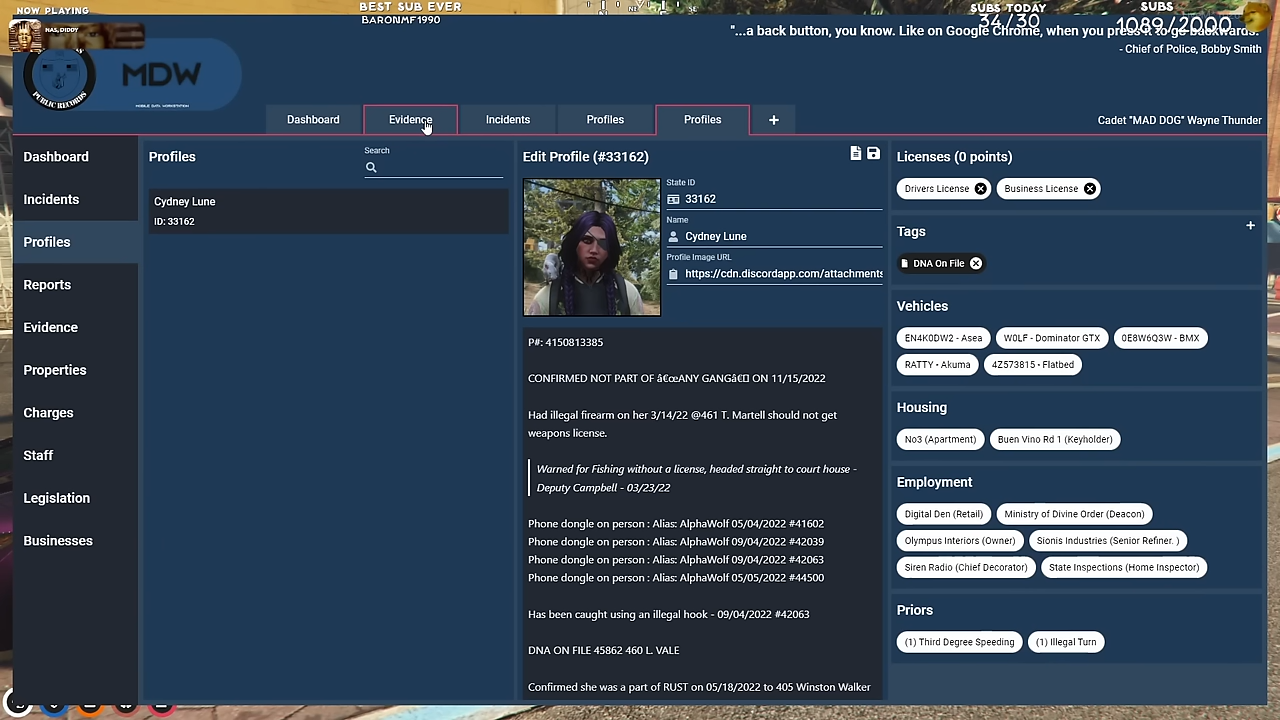 NOW PLAYING
HAS, DIDDY
BEST SUB EVER
BARONMF1990
SUBS TODAY
34/30
SUBS
1089/2000
"...a back button, you know. Like on Google Chrome, when you press it to go backwards."
- Chief of Police, Bobby Smith
PUBLIC RECORDS
MDW
MOBILE DATA WORKSTATION
Dashboard
Evidence
Incidents
Profiles
Profiles
+
Cadet "MAD DOG" Wayne Thunder
Dashboard
Incidents
Profiles
Reports
Evidence
Properties
Charges
Staff
Legislation
Businesses
Profiles
Search
Cydney Lune
ID: 33162
Edit Profile (#33162)
State ID
33162
Name
Cydney Lune
Profile Image URL
https://cdn.discordapp.com/attachments
P#: 4150813385
CONFIRMED NOT PART OF â€œANY GANGâ€ ON 11/15/2022
Had illegal firearm on her 3/14/22 @461 T. Martell should not get
weapons license.
Warned for Fishing without a license, headed straight to court house -
Deputy Campbell - 03/23/22
Phone dongle on person : Alias: AlphaWolf 05/04/2022 #41602
Phone dongle on person : Alias: AlphaWolf 09/04/2022 #42039
Phone dongle on person : Alias: AlphaWolf 09/04/2022 #42063
Phone dongle on person : Alias: AlphaWolf 05/05/2022 #44500
Has been caught using an illegal hook - 09/04/2022 #42063
DNA ON FILE 45862 460 L. VALE
Confirmed she was a part of RUST on 05/18/2022 to 405 Winston Walker
Licenses (0 points)
Drivers License
Business License
Tags
+
DNA On File
Vehicles
EN4K0DW2 - Asea
W0LF - Dominator GTX
0E8W6Q3W - BMX
RATTY - Akuma
4Z573815 - Flatbed
Housing
No3 (Apartment)
Buen Vino Rd 1 (Keyholder)
Employment
Digital Den (Retail)
Ministry of Divine Order (Deacon)
Olympus Interiors (Owner)
Sionis Industries (Senior Refiner. )
Siren Radio (Chief Decorator)
State Inspections (Home Inspector)
Priors
(1) Third Degree Speeding
(1) Illegal Turn